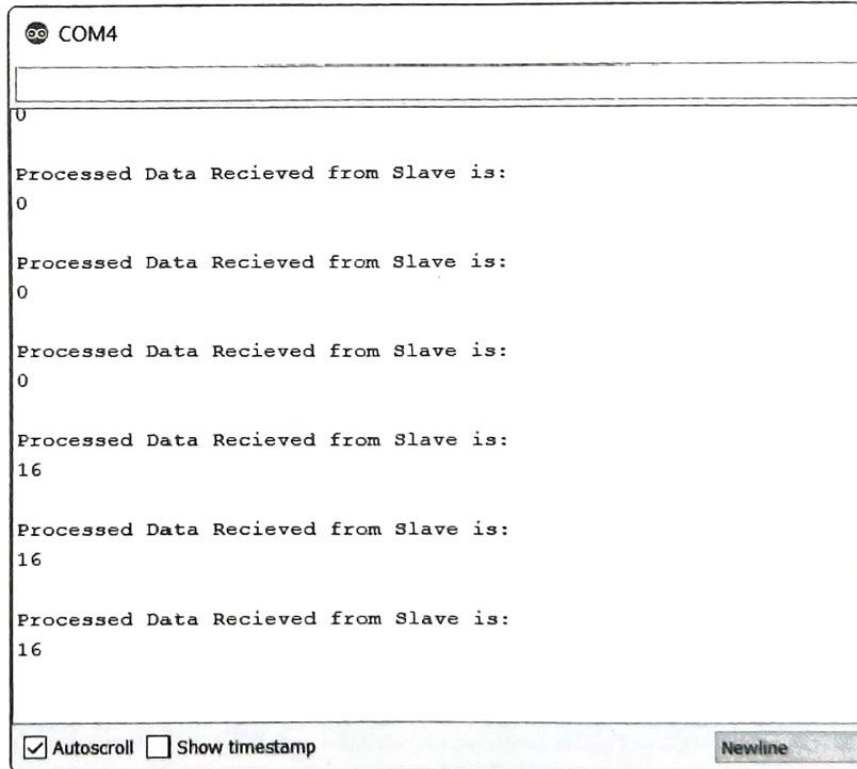 COM4
0
Processed Data Recieved from Slave is:
0
Processed Data Recieved from Slave is:
0
Processed Data Recieved from Slave is:
0
Processed Data Recieved from Slave is:
16
Processed Data Recieved from Slave is:
16
Processed Data Recieved from Slave is:
16
Autoscroll Show timestamp Newline